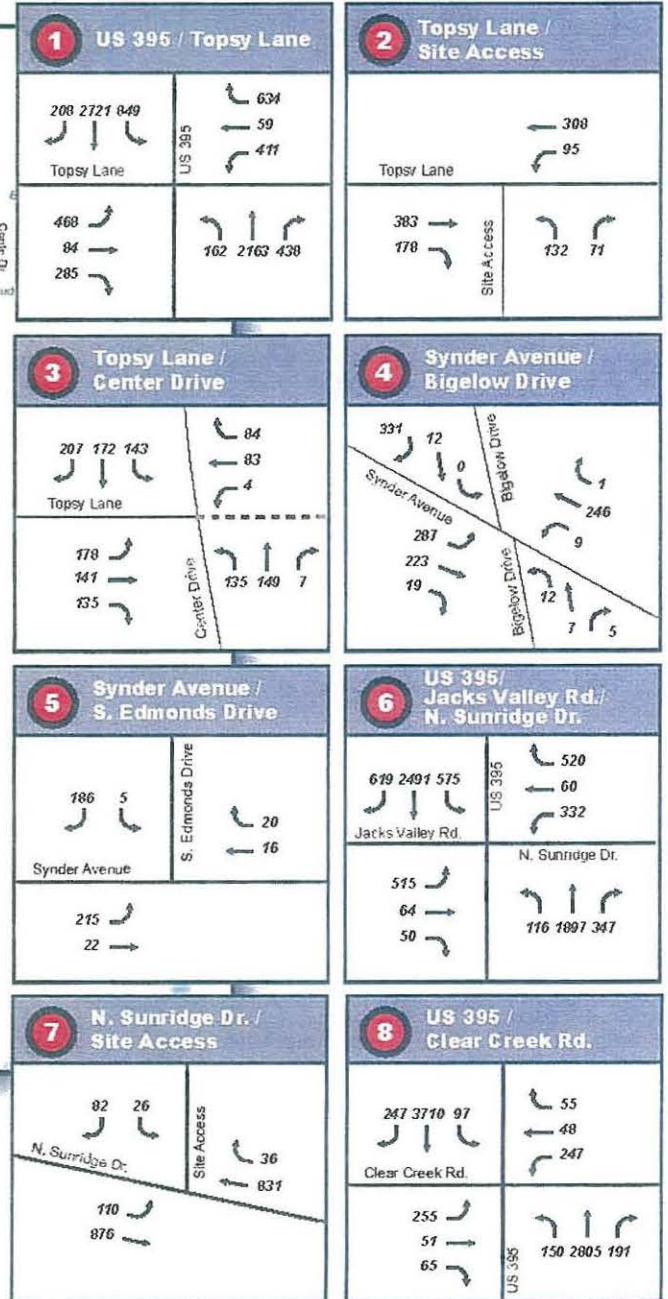 1 US 395 / Topsy Lane
208 2721 849
634
59
411
US 395
Topsy Lane
468
84
285
162 2163 438
2 Topsy Lane /
Site Access
308
95
Topsy Lane
383
178
Site Access
132 71
3 Topsy Lane /
Center Drive
207 172 143
84
83
4
Topsy Lane
178
141
135
Center Drive
135 149 7
4 Synder Avenue /
Bigelow Drive
331 12 0
Bigelow Drive
1
246
9
Synder Avenue
287
223
19
Bigelow Drive
12 7 5
5 Synder Avenue /
S. Edmonds Drive
186 5
S. Edmonds Drive
20
16
Synder Avenue
215
22
6 US 395/
Jacks Valley Rd./
N. Sunridge Dr.
619 2491 575
US 395
520
60
332
Jacks Valley Rd.
N. Sunridge Dr.
515
64
50
116 1897 347
7 N. Sunridge Dr. /
Site Access
82 26
Site Access
36
831
N. Sunridge Dr.
110
876
8 US 395 /
Clear Creek Rd.
247 3710 97
55
48
247
Clear Creek Rd.
255
51
65
US 395
150 2805 191